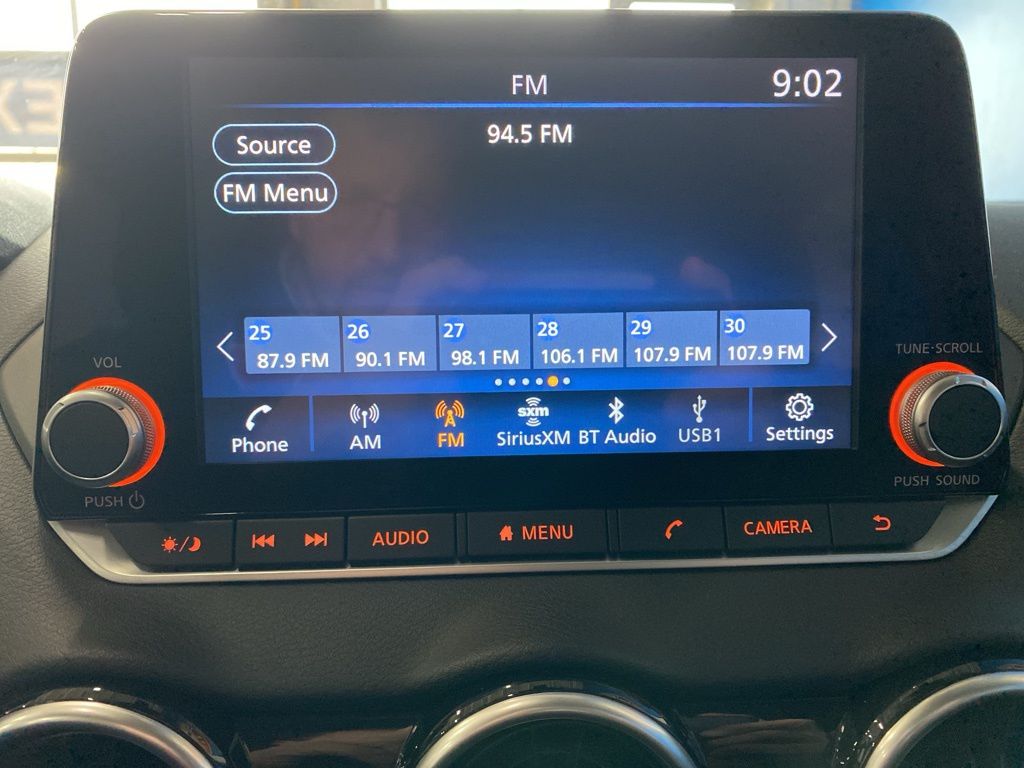 FM
9:02
Source
94.5 FM
FM Menu
25
26
27
28
29
30
87.9 FM
90.1 FM
98.1 FM
106.1 FM
107.9 FM
107.9 FM
VOL
TUNE·SCROLL
Phone
AM
FM
sxm
SiriusXM
BT Audio
USB1
Settings
PUSH
PUSH SOUND
AUDIO
MENU
CAMERA